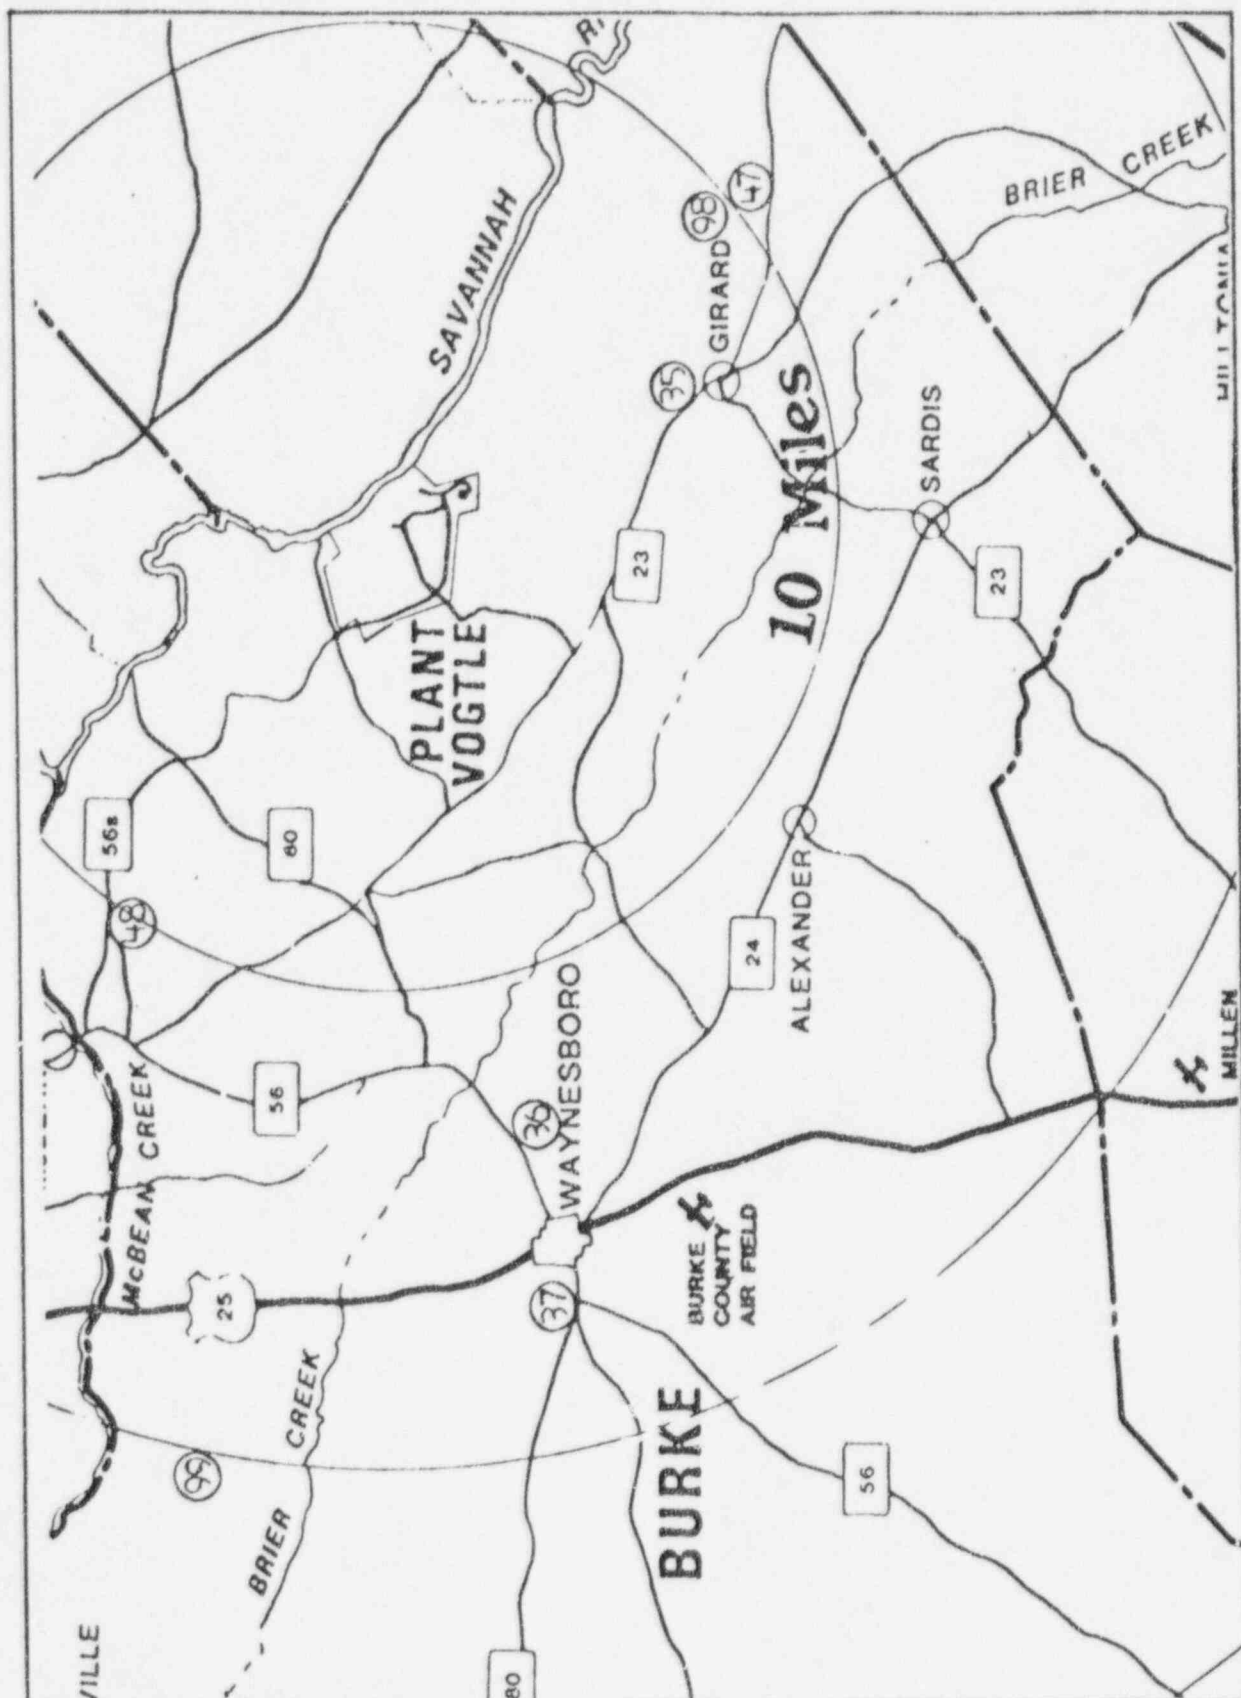 RI
SAVANNAH
BRIER CREEK
47
98
GIRARD
35
10 Miles
SARDIS
23
23
PLANT
VOGTLE
56s
80
48
24
ALEXANDER
WAYNESBORO
36
56
McBEAN CREEK
MILLEN
BURKE
COUNTY
AIR FIELD
37
25
BRIER CREEK
99
BURKE
56
80
VILLE